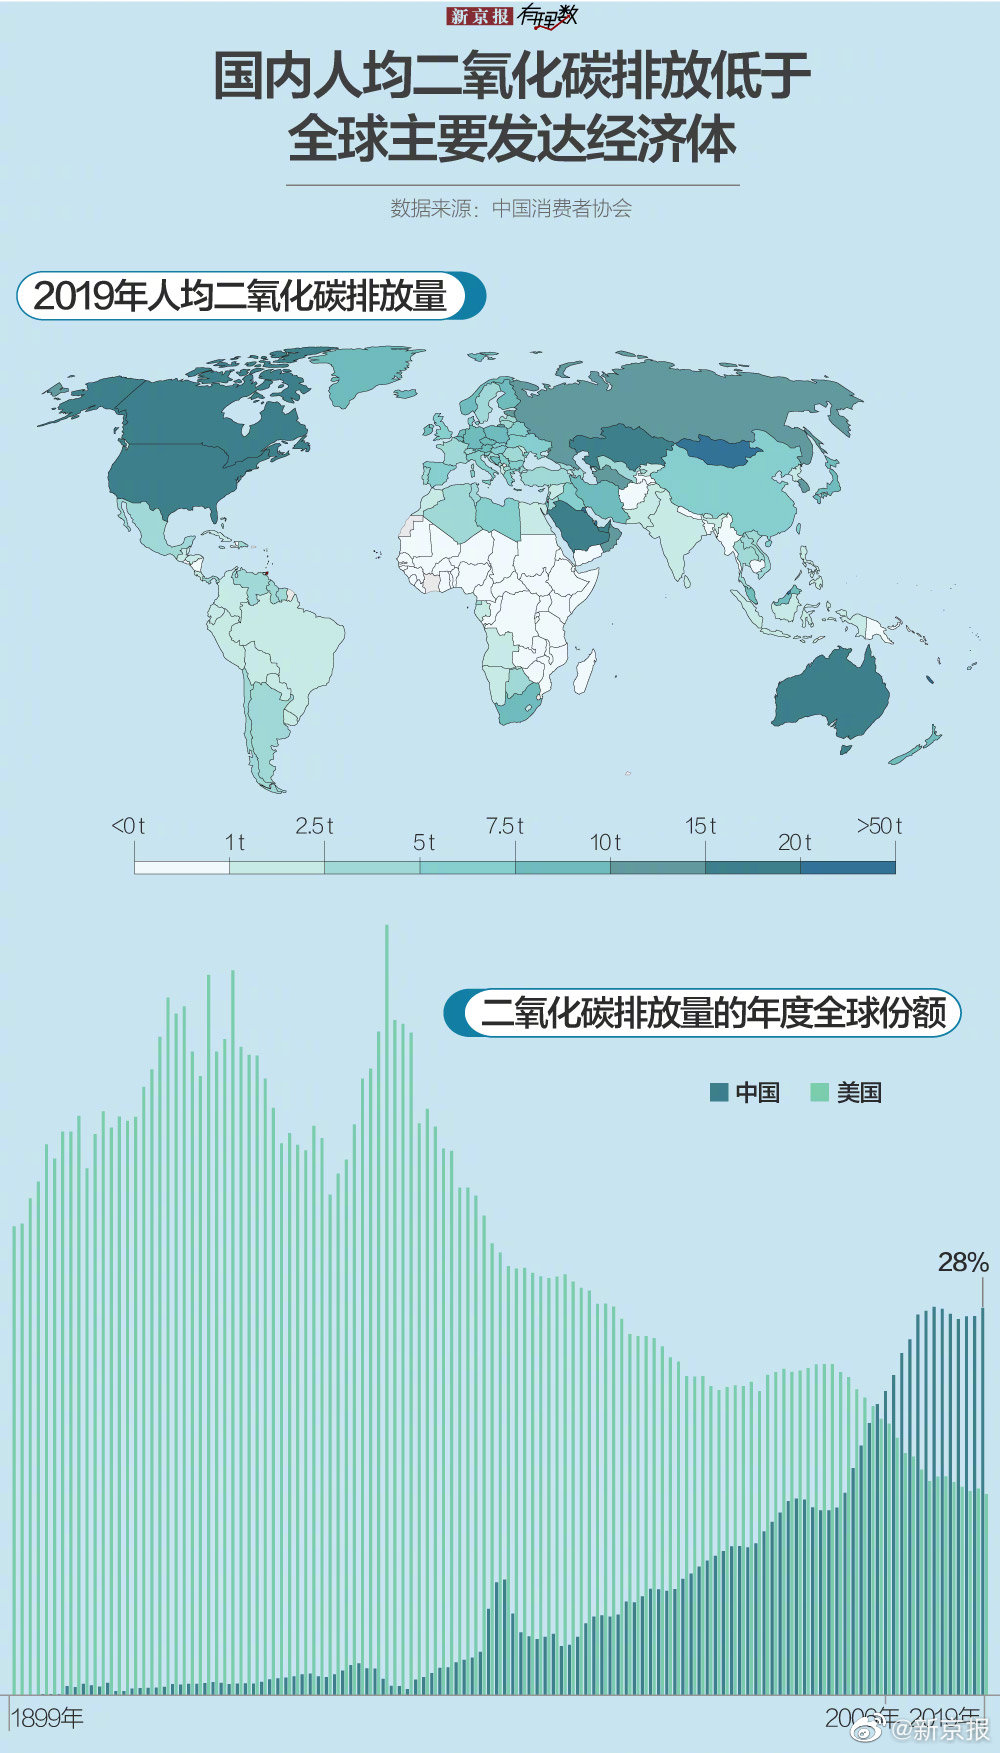 新京报 有理数
国内人均二氧化碳排放低于
全球主要发达经济体
数据来源：中国消费者协会
2019年人均二氧化碳排放量
<0 t 2.5 t 7.5 t 15 t >50 t
1 t 5 t 10 t 20 t
二氧化碳排放量的年度全球份额
中国 美国
28%
1899年 2006年 2019年
@新京报